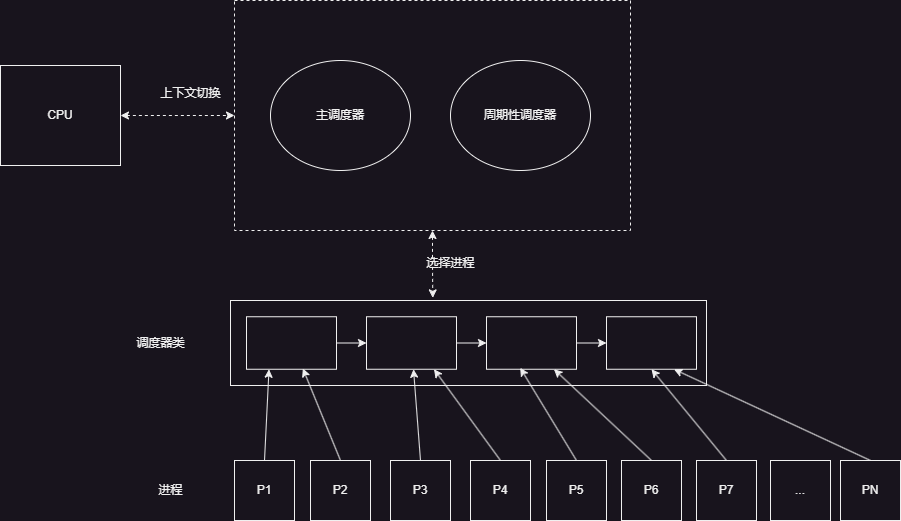 上下文切换
CPU
主调度器
周期性调度器
选择进程
调度器类
进程
P1
P2
P3
P4
P5
P6
P7
...
PN